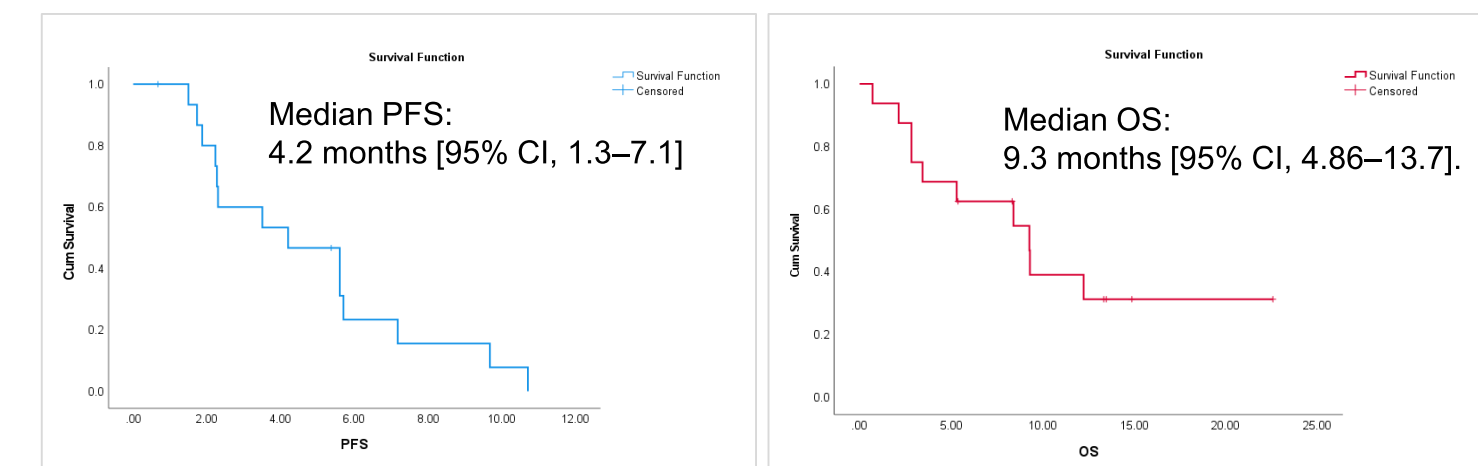 Survival Function
Survival Function
Censored
Median PFS:
4.2 months [95% CI, 1.3–7.1]
Cum Survival
1.0
0.8
0.6
0.4
0.2
0.0
.00 2.00 4.00 6.00 8.00 10.00 12.00
PFS
Survival Function
Survival Function
Censored
Median OS:
9.3 months [95% CI, 4.86–13.7].
Cum Survival
1.0
0.8
0.6
0.4
0.2
0.0
.00 5.00 10.00 15.00 20.00 25.00
OS